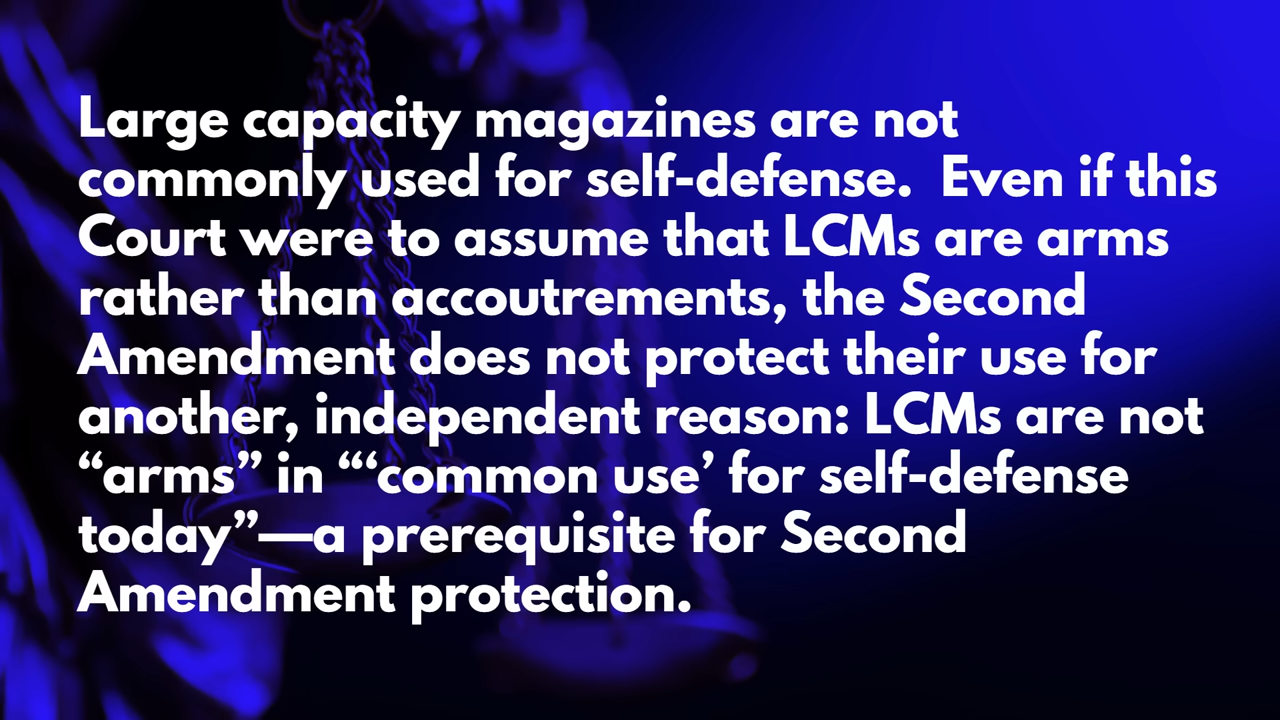 Large capacity magazines are not
commonly used for self-defense.  Even if this
Court were to assume that LCMs are arms
rather than accoutrements, the Second
Amendment does not protect their use for
another, independent reason: LCMs are not
“arms” in “‘common use’ for self-defense
today”—a prerequisite for Second
Amendment protection.